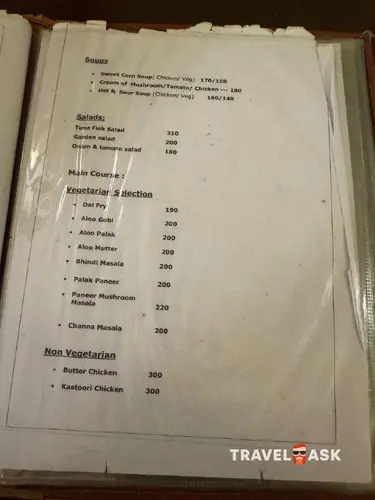 Soups
• Sweet Corn Soup( Chicken/ Veg) 170/150
• Cream of Mushroom/Tomato/ Chicken --- 180
• Hot & Sour Soup (Chicken/ Veg) 160/140
Salads:
Tuna Fish Salad 310
Garden salad 200
Onion & tomato salad 180
Main Course :
Vegetarian Selection
• Dal Fry 190
• Aloo Gobi 200
• Aloo Palak 200
• Aloo Mutter 200
• Bhindi Masala 200
• Palak Paneer 200
• Paneer Mushroom 220
Masala
• Channa Masala 200
Non Vegetarian
• Butter Chicken 300
• Kastoori Chicken 300
TRAVEL ASK